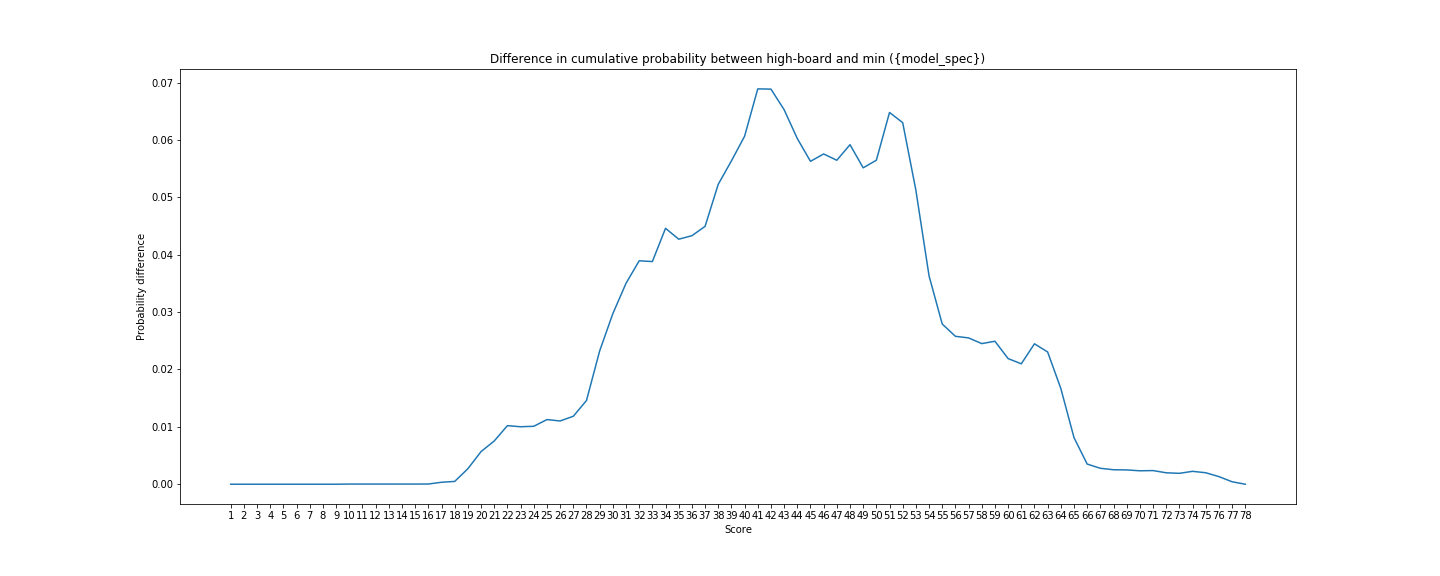 Difference in cumulative probability between high-board and min ({model_spec})
0.07
0.06
0.05
0.04
0.03
0.02
0.01
0.00
Probability difference
1 2 3 4 5 6 7 8 9 10 11 12 13 14 15 16 17 18 19 20 21 22 23 24 25 26 27 28 29 30 31 32 33 34 35 36 37 38 39 40 41 42 43 44 45 46 47 48 49 50 51 52 53 54 55 56 57 58 59 60 61 62 63 64 65 66 67 68 69 70 71 72 73 74 75 76 77 78
Score